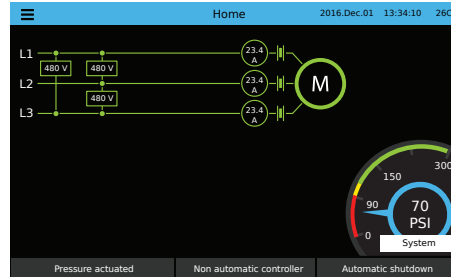 Home 2016.Dec.01 13:34:10 26C
L1
23.4 A
480 V 480 V
L2
23.4 A
M
480 V
L3
23.4 A
300
150
90
70
PSI
0
System
Pressure actuated Non automatic controller Automatic shutdown